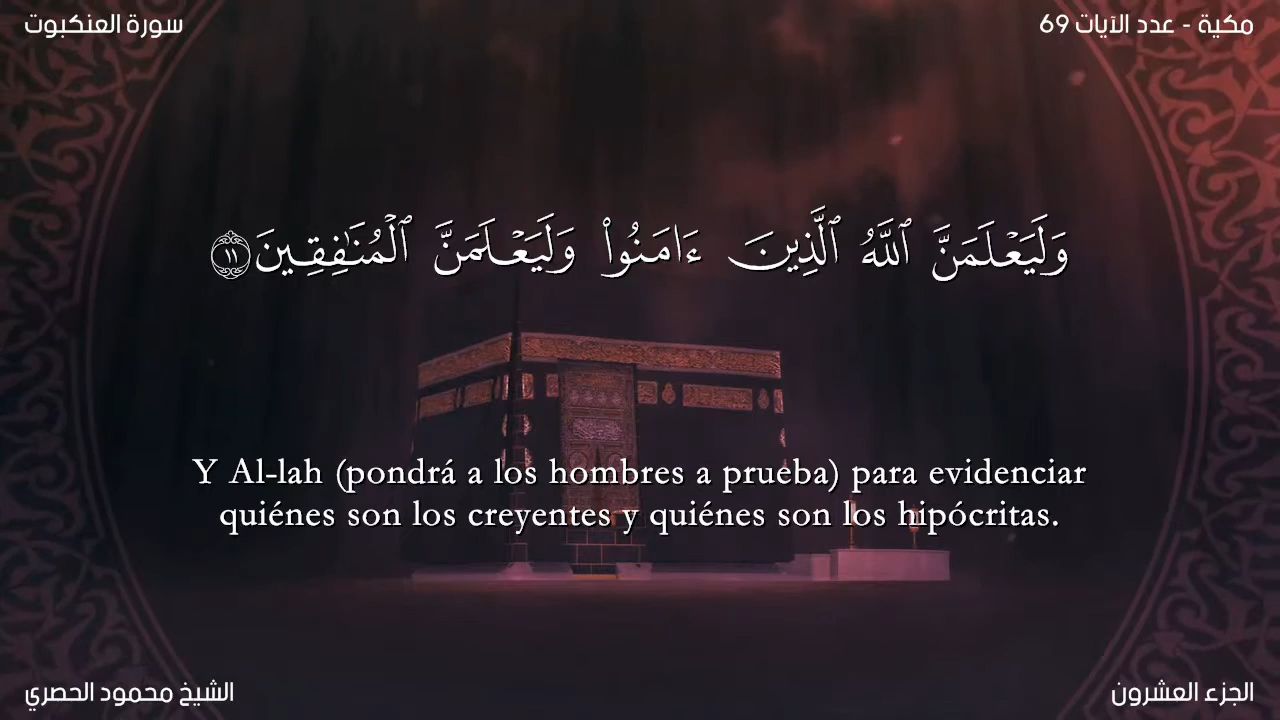 سورة العنكبوت
مكية - عدد الآيات 69
وَلَيَعْلَمَنَّ ٱللَّهُ ٱلَّذِينَ ءَامَنُوا۟ وَلَيَعْلَمَنَّ ٱلْمُنَـٰفِقِينَ ١١
Y Al-lah (pondrá a los hombres a prueba) para evidenciar
quiénes son los creyentes y quiénes son los hipócritas.
الشيخ محمود الحصري
الجزء العشرون